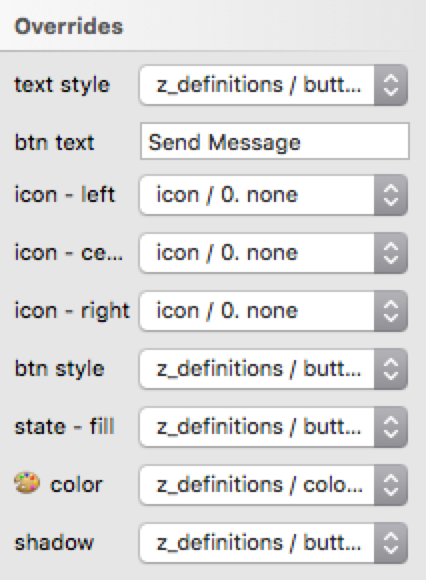 Overrides
text style z_definitions / butt...
btn text Send Message
icon - left icon / 0. none
icon - ce... icon / 0. none
icon - right icon / 0. none
btn style z_definitions / butt...
state - fill z_definitions / butt...
🎨 color z_definitions / colo...
shadow z_definitions / butt...